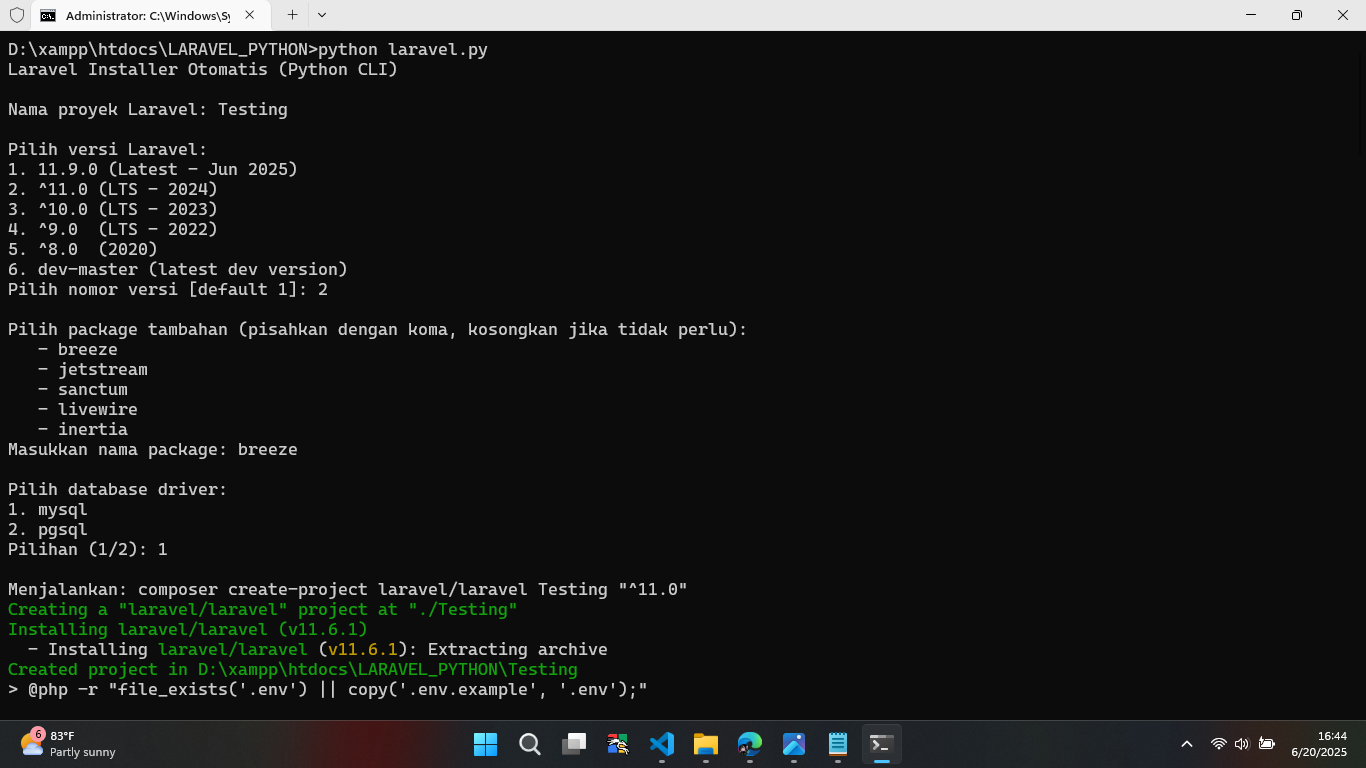 Administrator: C:\Windows\Sy
D:\xampp\htdocs\LARAVEL_PYTHON>python laravel.py
Laravel Installer Otomatis (Python CLI)
Nama proyek Laravel: Testing
Pilih versi Laravel:
1. 11.9.0 (Latest - Jun 2025)
2. ^11.0 (LTS - 2024)
3. ^10.0 (LTS - 2023)
4. ^9.0  (LTS - 2022)
5. ^8.0  (2020)
6. dev-master (latest dev version)
Pilih nomor versi [default 1]: 2
Pilih package tambahan (pisahkan dengan koma, kosongkan jika tidak perlu):
- breeze
- jetstream
- sanctum
- livewire
- inertia
Masukkan nama package: breeze
Pilih database driver:
1. mysql
2. pgsql
Pilihan (1/2): 1
Menjalankan: composer create-project laravel/laravel Testing "^11.0"
Creating a "laravel/laravel" project at "./Testing"
Installing laravel/laravel (v11.6.1)
- Installing laravel/laravel (v11.6.1): Extracting archive
Created project in D:\xampp\htdocs\LARAVEL_PYTHON\Testing
> @php -r "file_exists('.env') || copy('.env.example', '.env');"
6
83°F
Partly sunny
16:44
6/20/2025